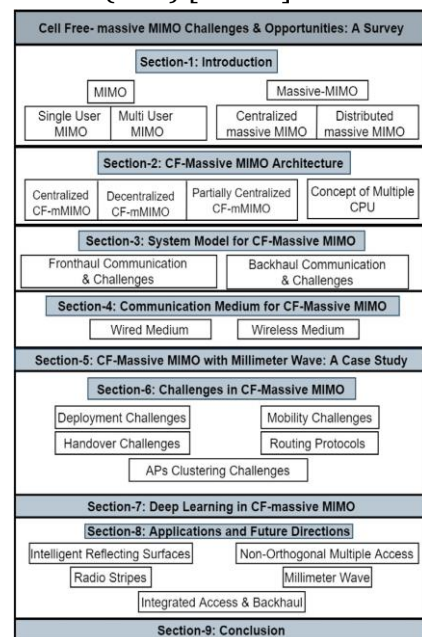 Cell Free- massive MIMO Challenges & Opportunities: A Survey
Section-1: Introduction
MIMO
Massive-MIMO
Single User
MIMO
Multi User
MIMO
Centralized
massive MIMO
Distributed
massive MIMO
Section-2: CF-Massive MIMO Architecture
Centralized
CF-mMIMO
Decentralized
CF-mMIMO
Partially Centralized
CF-mMIMO
Concept of Multiple
CPU
Section-3: System Model for CF-Massive MIMO
Fronthaul Communication
& Challenges
Backhaul Communication
& Challenges
Section-4: Communication Medium for CF-Massive MIMO
Wired Medium
Wireless Medium
Section-5: CF-Massive MIMO with Millimeter Wave: A Case Study
Section-6: Challenges in CF-Massive MIMO
Deployment Challenges
Mobility Challenges
Handover Challenges
Routing Protocols
APs Clustering Challenges
Section-7: Deep Learning in CF-massive MIMO
Section-8: Applications and Future Directions
Intelligent Reflecting Surfaces
Non-Orthogonal Multiple Access
Radio Stripes
Millimeter Wave
Integrated Access & Backhaul
Section-9: Conclusion